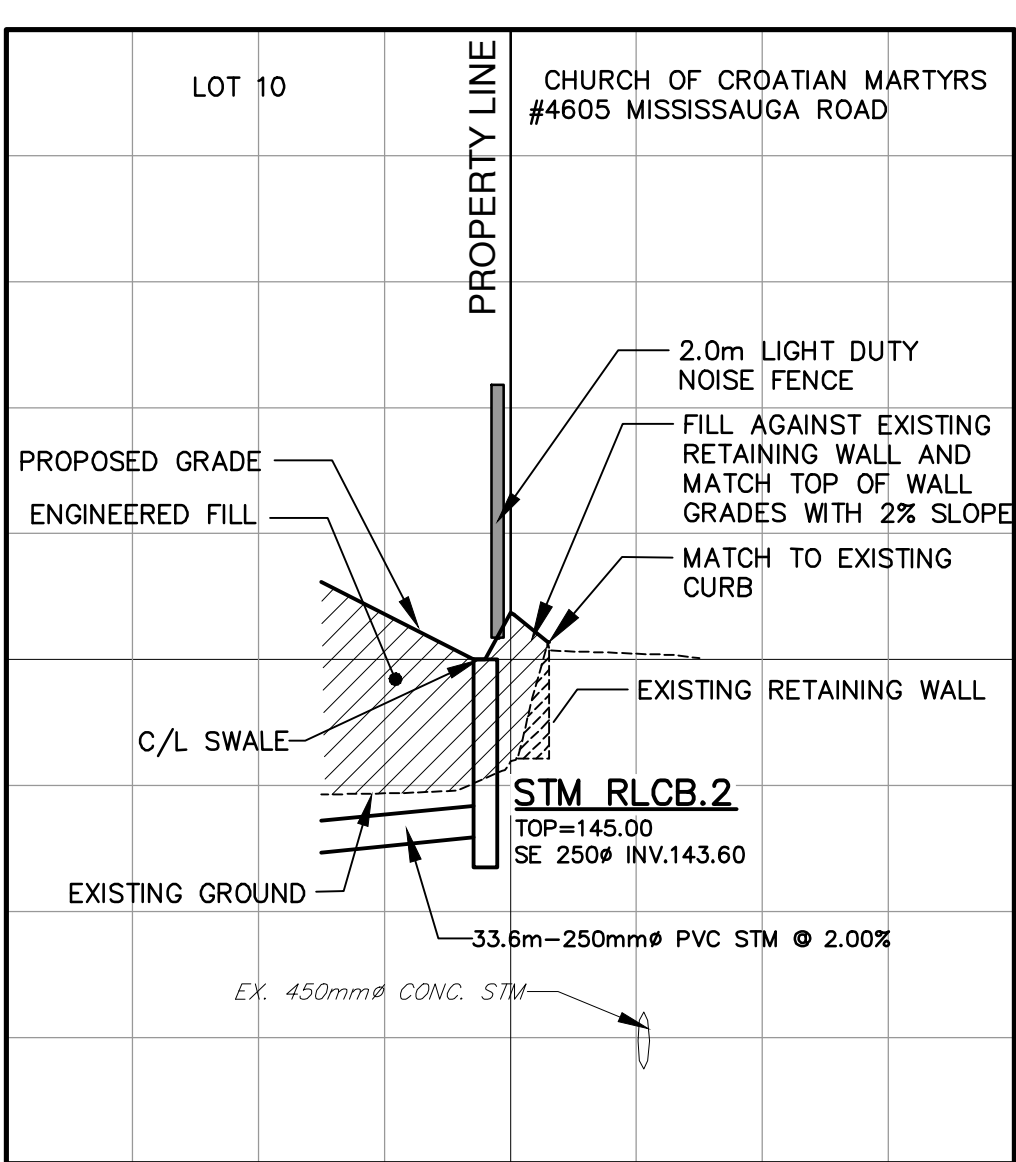 LOT 10
PROPERTY LINE
CHURCH OF CROATIAN MARTYRS
#4605 MISSISSAUGA ROAD
2.0m LIGHT DUTY
NOISE FENCE
FILL AGAINST EXISTING
RETAINING WALL AND
MATCH TOP OF WALL
GRADES WITH 2% SLOPE
PROPOSED GRADE
ENGINEERED FILL
MATCH TO EXISTING
CURB
EXISTING RETAINING WALL
C/L SWALE
STM RLCB.2
TOP=145.00
SE 250ø INV.143.60
EXISTING GROUND
33.6m-250mmø PVC STM @ 2.00%
EX. 450mmø CONC. STM